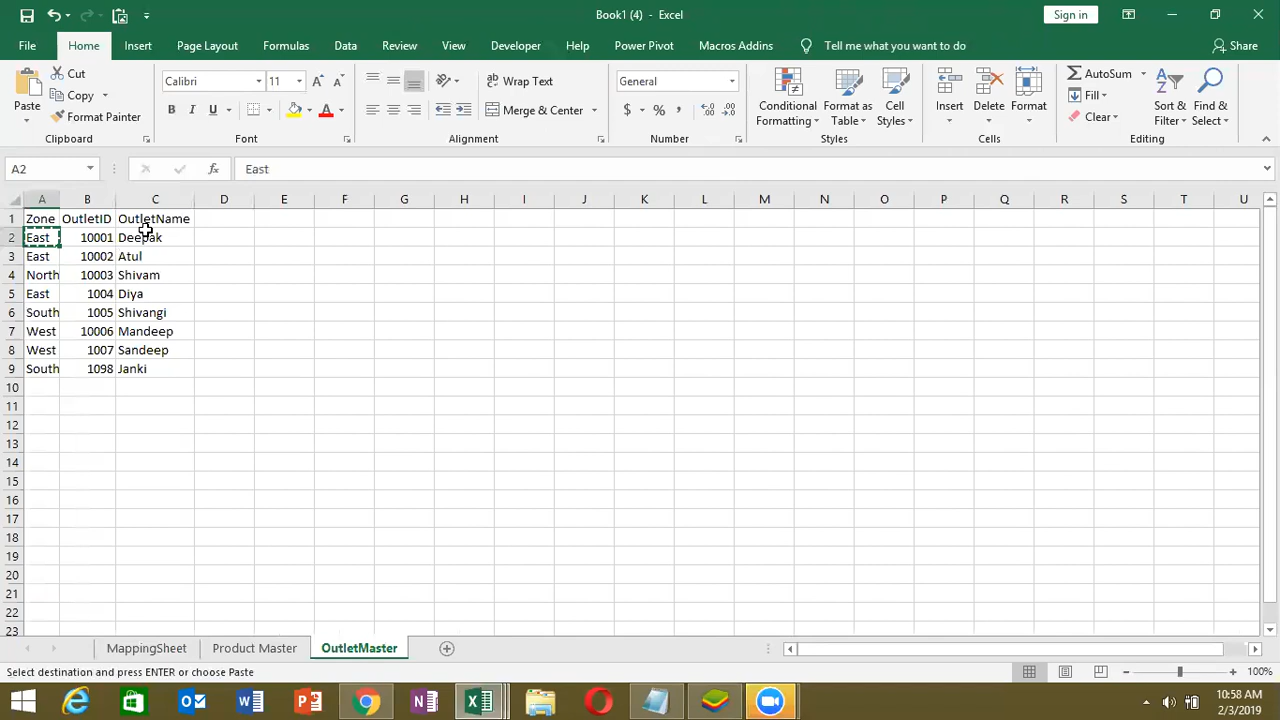 Book1 (4) - Excel
Sign in
File Home Insert Page Layout Formulas Data Review View Developer Help Power Pivot Macros Addins Tell me what you want to do Share
Paste
Cut
Copy
Format Painter
Clipboard
Calibri 11
B I U
Font
Wrap Text
Merge & Center
Alignment
General
$ % ,
Number
Conditional Formatting
Format as Table
Cell Styles
Styles
Insert
Delete
Format
Cells
AutoSum
Fill
Clear
Sort & Filter
Find & Select
Editing
A2 fx East
A B C D E F G H I J K L M N O P Q R S T U
1 Zone OutletID OutletName
2 East 10001 Deepak
3 East 10002 Atul
4 North 10003 Shivam
5 East 1004 Diya
6 South 1005 Shivangi
7 West 10006 Mandeep
8 West 1007 Sandeep
9 South 1098 Janki
10
11
12
13
14
15
16
17
18
19
20
21
22
23
MappingSheet Product Master OutletMaster
Select destination and press ENTER or choose Paste
100%
10:58 AM
2/3/2019